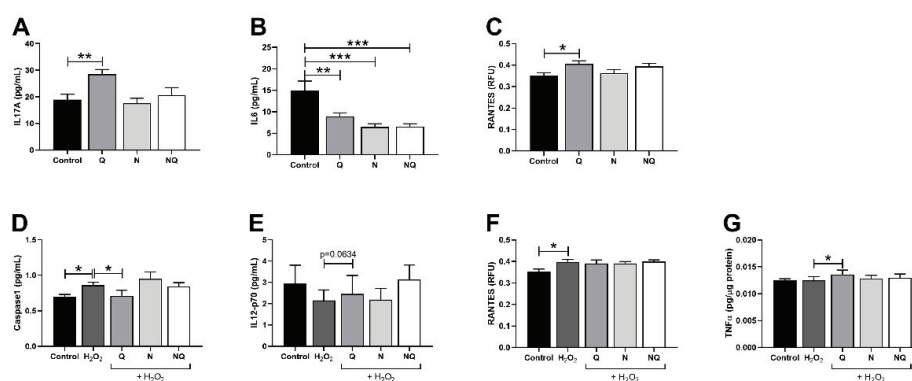 A
IL17A (pg/mL)
40
30
20
10
0
**
Control Q N NQ
B
IL6 (pg/mL)
20
15
10
5
0
***
***
**
Control Q N NQ
C
RANTES (RFU)
0.5
0.4
0.3
0.2
0.1
0.0
*
Control Q N NQ
D
Caspase1 (pg/mL)
1.5
1.0
0.5
0.0
* *
Control H₂O₂ Q N NQ
+ H₂O₂
E
IL12-p70 (pg/mL)
4
3
2
1
0
p=0.0634
Control H₂O₂ Q N NQ
+ H₂O₂
F
RANTES (RFU)
0.5
0.4
0.3
0.2
0.1
0.0
*
Control H₂O₂ Q N NQ
+ H₂O₂
G
TNFα (pg/µg protein)
0.020
0.015
0.010
0.005
0.000
*
Control H₂O₂ Q N NQ
+ H₂O₂